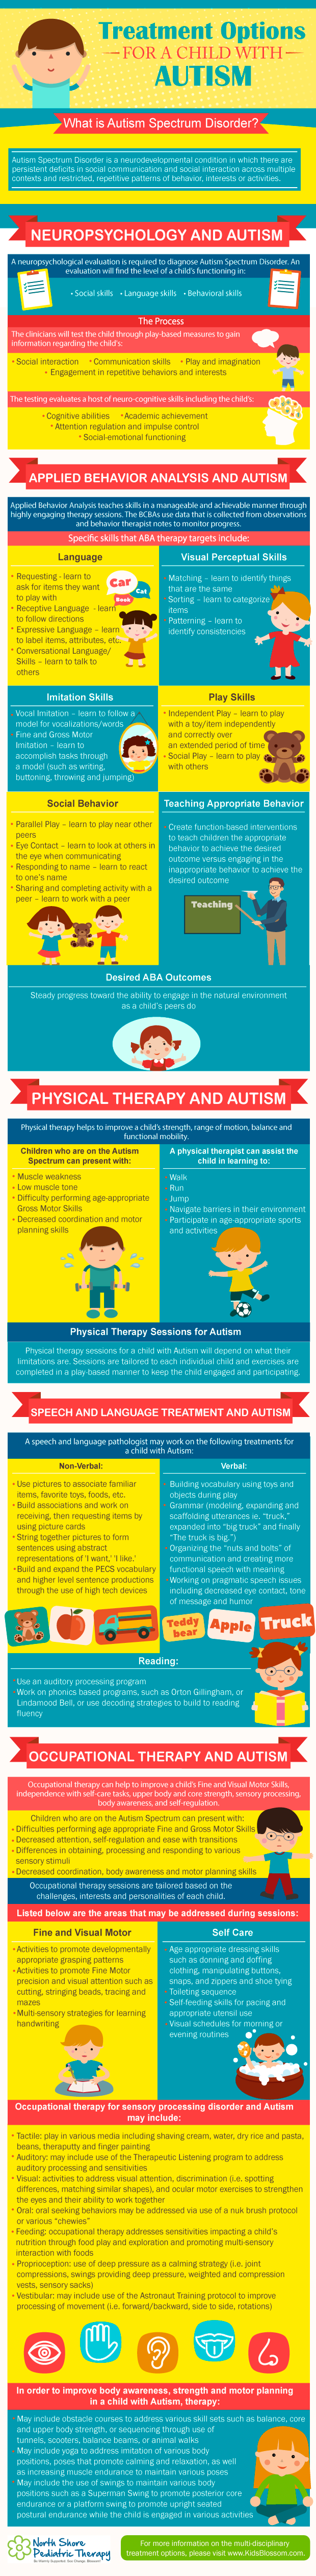 Treatment Options
FOR A CHILD WITH
AUTISM
What is Autism Spectrum Disorder?
Autism Spectrum Disorder is a neurodevelopmental condition in which there are
persistent deficits in social communication and social interaction across multiple
contexts and restricted, repetitive patterns of behavior, interests or activities.
NEUROPSYCHOLOGY AND AUTISM
A neuropsychological evaluation is required to diagnose Autism Spectrum Disorder. An
evaluation will find the level of a child's functioning in:
• Social skills • Language skills • Behavioral skills
The Process
The clinicians will test the child through play-based measures to gain
information regarding the child's:
• Social interaction • Communication skills • Play and imagination
• Engagement in repetitive behaviors and interests
The testing evaluates a host of neuro-cognitive skills including the child's:
• Cognitive abilities • Academic achievement
• Attention regulation and impulse control
• Social-emotional functioning
APPLIED BEHAVIOR ANALYSIS AND AUTISM
Applied Behavior Analysis teaches skills in a manageable and achievable manner through
highly engaging therapy sessions. The BCBAs use data that is collected from observations
and behavior therapist notes to monitor progress.
Specific skills that ABA therapy targets include:
Language
• Requesting - learn to
ask for items they want
to play with
• Receptive Language - learn
to follow directions
• Expressive Language – learn
to label items, attributes, etc
• Conversational Language/
Skills – learn to talk to
others
Car
Cat
Book
Visual Perceptual Skills
• Matching – learn to identify things
that are the same
• Sorting – learn to categorize
items
• Patterning – learn to
identify consistencies
Imitation Skills
• Vocal Imitation – learn to follow a
model for vocalizations/words
• Fine and Gross Motor
Imitation – learn to
accomplish tasks through
a model (such as writing,
buttoning, throwing and jumping)
Play Skills
• Independent Play – learn to play
with a toy/item independently
and correctly over
an extended period of time
• Social Play – learn to play
with others
Social Behavior
• Parallel Play – learn to play near other
peers
• Eye Contact – learn to look at others in
the eye when communicating
• Responding to name – learn to react
to one's name
• Sharing and completing activity with a
peer – learn to work with a peer
Teaching Appropriate Behavior
• Create function-based interventions
to teach children the appropriate
behavior to achieve the desired
outcome versus engaging in the
inappropriate behavior to achieve the
desired outcome
Teaching
Desired ABA Outcomes
Steady progress toward the ability to engage in the natural environment
as a child's peers do
PHYSICAL THERAPY AND AUTISM
Physical therapy helps to improve a child's strength, range of motion, balance and
functional mobility.
Children who are on the Autism
Spectrum can present with:
• Muscle weakness
• Low muscle tone
• Difficulty performing age-appropriate
Gross Motor Skills
• Decreased coordination and motor
planning skills
A physical therapist can assist the
child in learning to:
• Walk
• Run
• Jump
• Navigate barriers in their environment
• Participate in age-appropriate sports
and activities
Physical Therapy Sessions for Autism
Physical therapy sessions for a child with Autism will depend on what their
limitations are. Sessions are tailored to each individual child and exercises are
completed in a play-based manner to keep the child engaged and participating.
SPEECH AND LANGUAGE TREATMENT AND AUTISM
A speech and language pathologist may work on the following treatments for
a child with Autism:
Non-Verbal:
• Use pictures to associate familiar
items, favorite toys, foods, etc.
• Build associations and work on
receiving, then requesting items by
using picture cards
• String together pictures to form
sentences using abstract
representations of 'I want,' 'I like.'
• Build and expand the PECS vocabulary
and higher level sentence productions
through the use of high tech devices
Verbal:
• Building vocabulary using toys and
objects during play
• Grammar (modeling, expanding and
scaffolding utterances ie. "truck,"
expanded into "big truck" and finally
"The truck is big.")
• Organizing the "nuts and bolts" of
communication and creating more
functional speech with meaning
• Working on pragmatic speech issues
including decreased eye contact, tone
of message and humor
Teddy
bear
Apple
Truck
Reading:
• Use an auditory processing program
• Work on phonics based programs, such as Orton Gillingham, or
Lindamood Bell, or use decoding strategies to build to reading
fluency
OCCUPATIONAL THERAPY AND AUTISM
Occupational therapy can help to improve a child's Fine and Visual Motor Skills,
independence with self-care tasks, upper body and core strength, sensory processing,
body awareness, and self-regulation.
Children who are on the Autism Spectrum can present with:
• Difficulties performing age appropriate Fine and Gross Motor Skills
• Decreased attention, self-regulation and ease with transitions
• Differences in obtaining, processing and responding to various
sensory stimuli
• Decreased coordination, body awareness and motor planning skills
Occupational therapy sessions are tailored based on the
challenges, interests and personalities of each child.
Listed below are the areas that may be addressed during sessions:
Fine and Visual Motor
• Activities to promote developmentally
appropriate grasping patterns
• Activities to promote Fine Motor
precision and visual attention such as
cutting, stringing beads, tracing and
mazes
• Multi-sensory strategies for learning
handwriting
Self Care
• Age appropriate dressing skills
such as donning and doffing
clothing, manipulating buttons,
snaps, and zippers and shoe tying
• Toileting sequence
• Self-feeding skills for pacing and
appropriate utensil use
• Visual schedules for morning or
evening routines
Occupational therapy for sensory processing disorder and Autism
may include:
• Tactile: play in various media including shaving cream, water, dry rice and pasta,
beans, theraputty and finger painting
• Auditory: may include use of the Therapeutic Listening program to address
auditory processing and sensitivities
• Visual: activities to address visual attention, discrimination (i.e. spotting
differences, matching similar shapes), and ocular motor exercises to strengthen
the eyes and their ability to work together
• Oral: oral seeking behaviors may be addressed via use of a nuk brush protocol
or various "chewies"
• Feeding: occupational therapy addresses sensitivities impacting a child's
nutrition through food play and exploration and promoting multi-sensory
interaction with foods
• Proprioception: use of deep pressure as a calming strategy (i.e. joint
compressions, swings providing deep pressure, weighted and compression
vests, sensory sacks)
• Vestibular: may include use of the Astronaut Training protocol to improve
processing of movement (i.e. forward/backward, side to side, rotations)
In order to improve body awareness, strength and motor planning
in a child with Autism, therapy:
• May include obstacle courses to address various skill sets such as balance, core
and upper body strength, or sequencing through use of
tunnels, scooters, balance beams, or animal walks
• May include yoga to address imitation of various body
positions, poses that promote calming and relaxation, as well
as increasing muscle endurance to maintain various poses
• May include the use of swings to maintain various body
positions such as a Superman Swing to promote posterior core
endurance or a platform swing to promote upright seated
postural endurance while the child is engaged in various activities
North Shore
Pediatric Therapy
For more information on the multi-disciplinary
treatment options, please visit www.KidsBlossom.com.